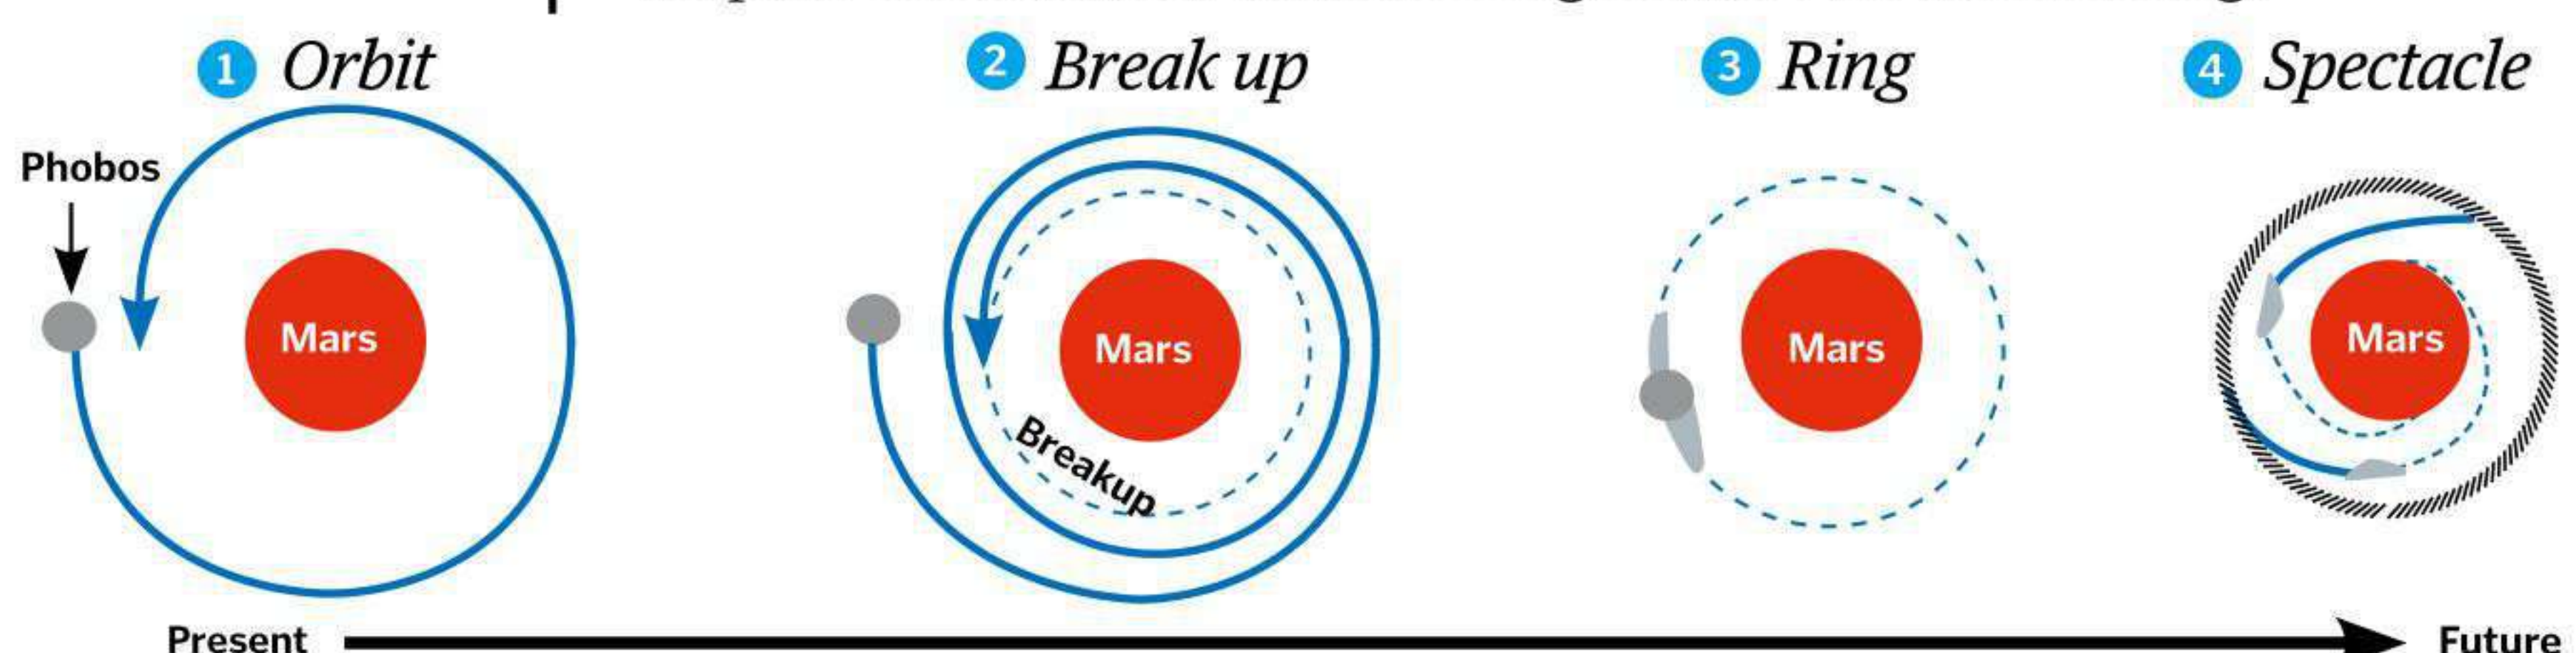 1 Orbit
2 Break up
3 Ring
4 Spectacle
Phobos
Mars
Mars
Breakup
Mars
Mars
Present
Future